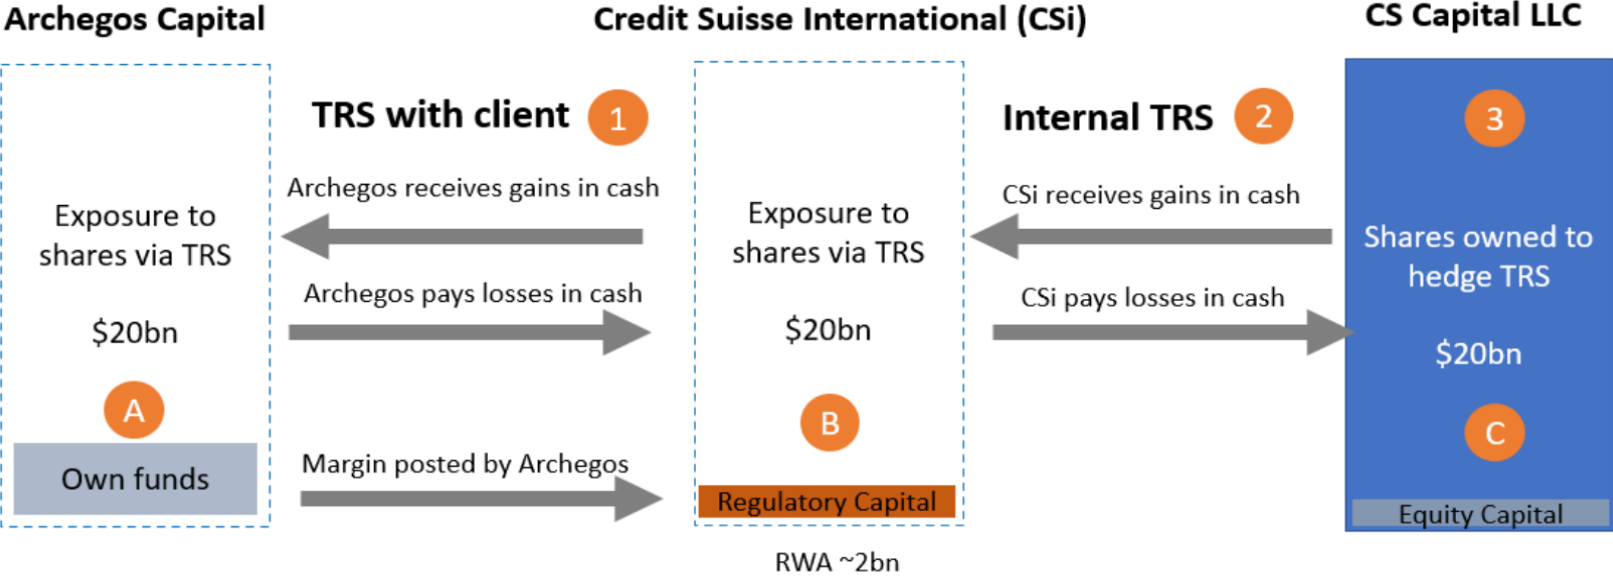 Archegos Capital
Credit Suisse International (CSi)
CS Capital LLC
TRS with client 1
Internal TRS 2
3
Archegos receives gains in cash
CSi receives gains in cash
Exposure to
shares via TRS
Exposure to
shares via TRS
Shares owned to
hedge TRS
Archegos pays losses in cash
CSi pays losses in cash
$20bn
$20bn
$20bn
A
B
C
Own funds
Margin posted by Archegos
Regulatory Capital
Equity Capital
RWA ~2bn